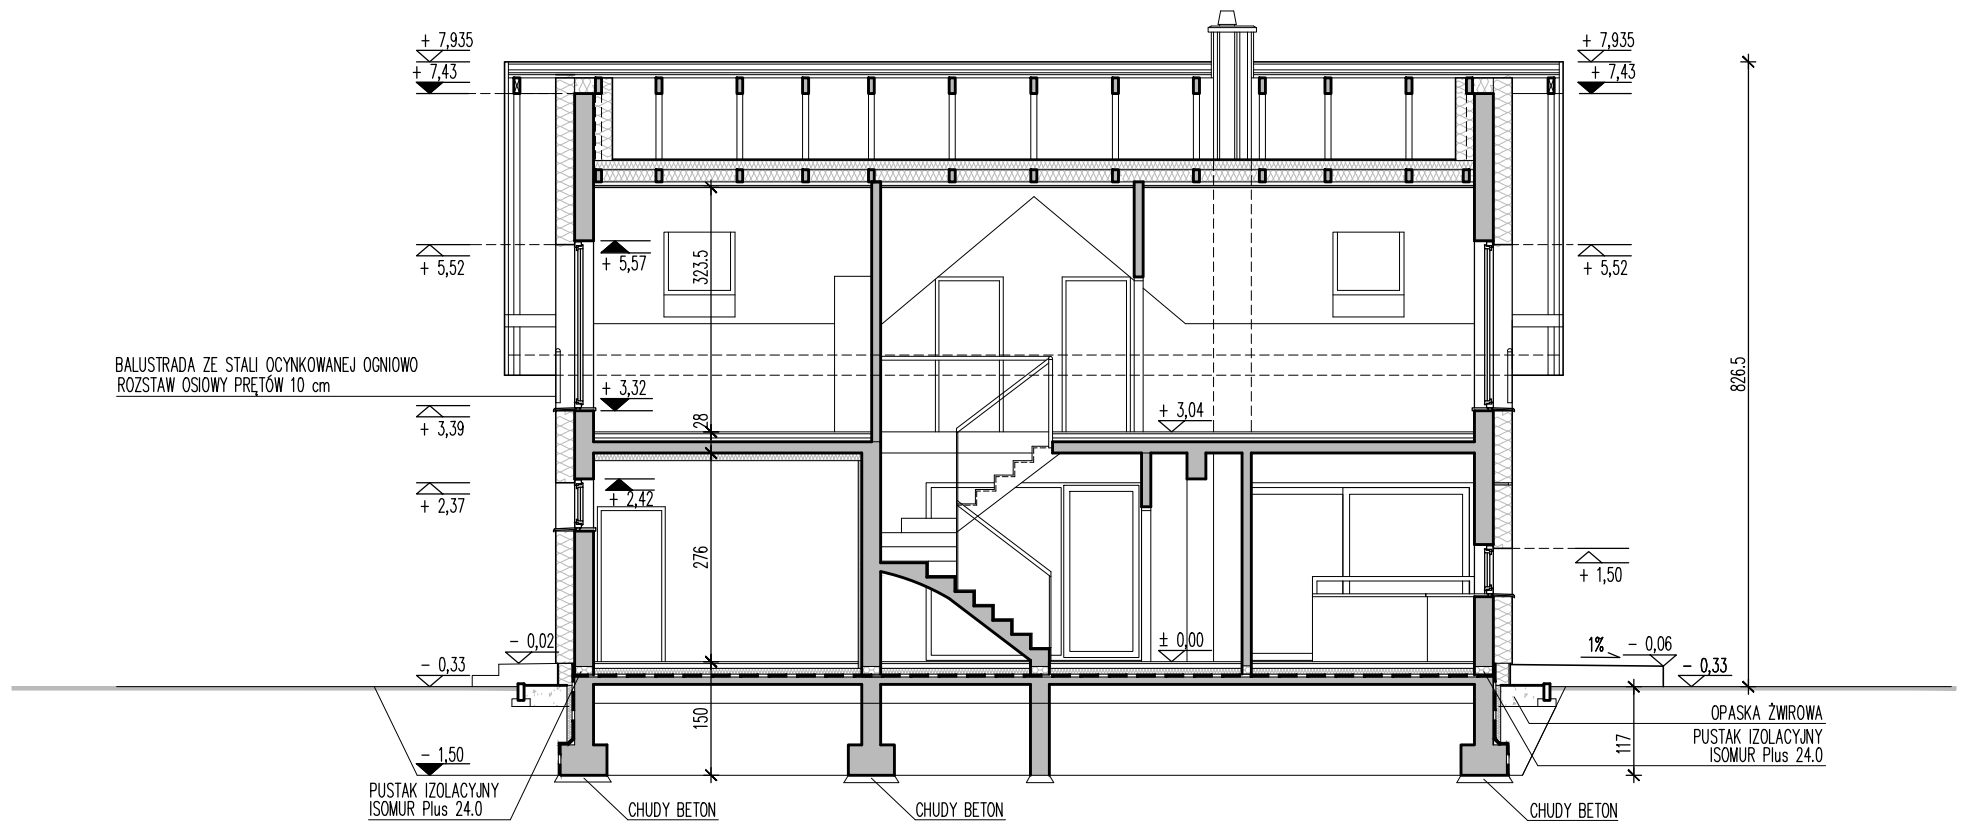 + 7,935
+ 7,935
+ 7,43
+ 7,43
+ 5,52
+ 5,57
323.5
+ 5,52
BALUSTRADA ZE STALI OCYNKOWANEJ OGNIOWO
ROZSTAW OSIOWY PRĘTÓW 10 cm
826.5
+ 3,32
+ 3,39
28
+ 3,04
+ 2,37
+ 2,42
276
+ 1,50
- 0,02
± 0,00
1%
- 0,06
- 0,33
- 0,33
150
OPASKA ŻWIROWA
117
PUSTAK IZOLACYJNY
ISOMUR Plus 24.0
- 1,50
PUSTAK IZOLACYJNY
ISOMUR Plus 24.0
CHUDY BETON
CHUDY BETON
CHUDY BETON